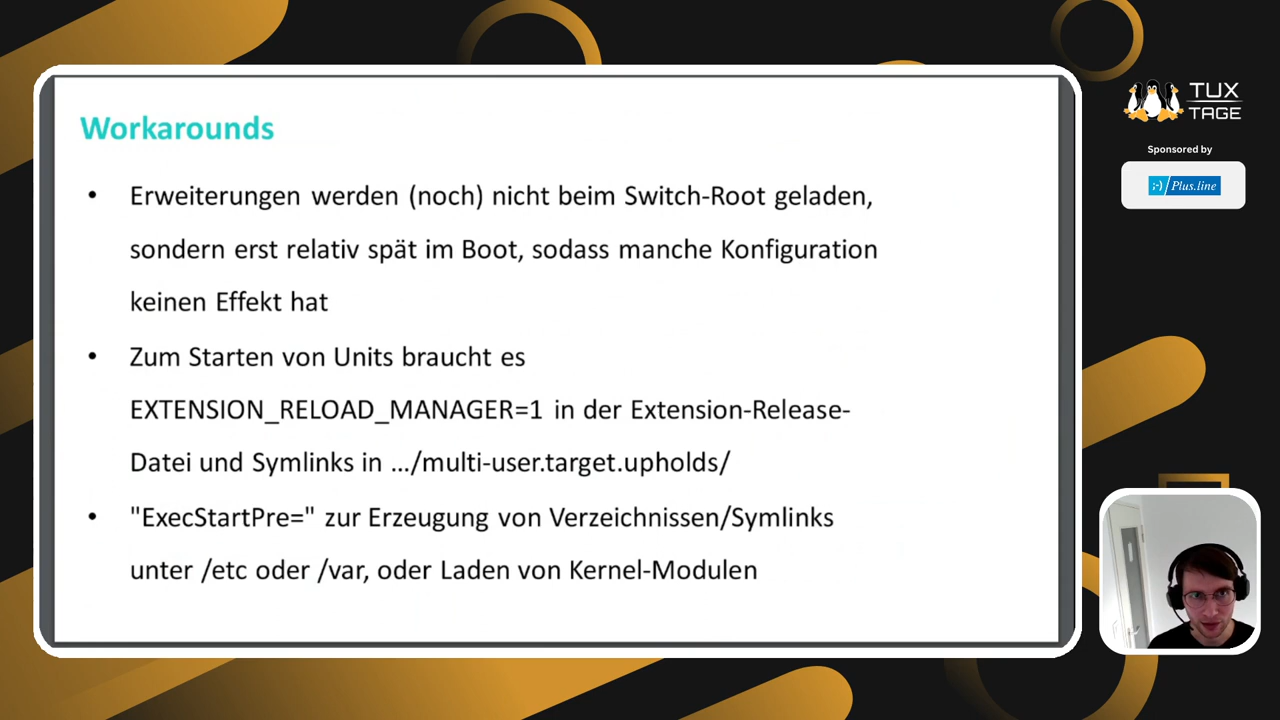 Workarounds
• Erweiterungen werden (noch) nicht beim Switch-Root geladen,
sondern erst relativ spät im Boot, sodass manche Konfiguration
keinen Effekt hat
• Zum Starten von Units braucht es
EXTENSION_RELOAD_MANAGER=1 in der Extension-Release-
Datei und Symlinks in .../multi-user.target.upholds/
• "ExecStartPre=" zur Erzeugung von Verzeichnissen/Symlinks
unter /etc oder /var, oder Laden von Kernel-Modulen
TUX
TAGE
Sponsored by
;-) Plus.line